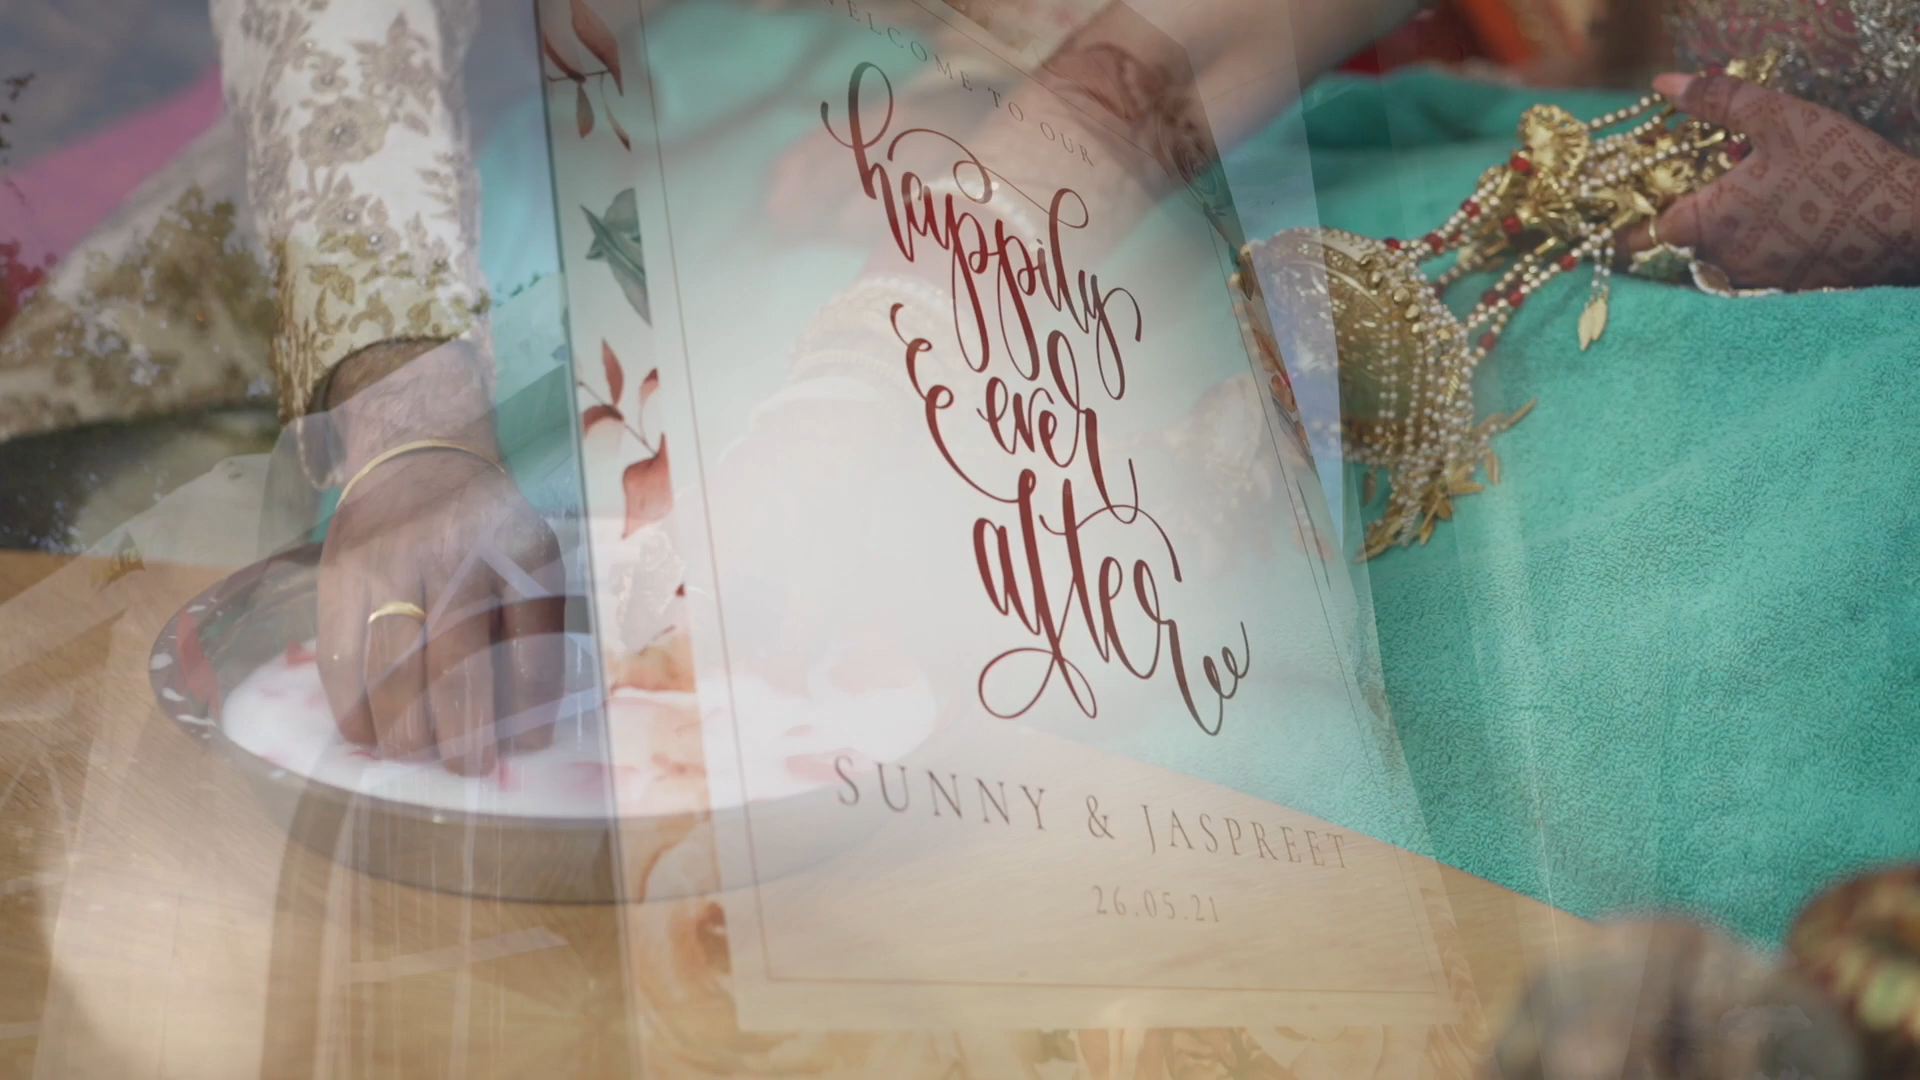 WELCOME TO OUR
happily
ever
after
SUNNY & JASPREET
26.05.21